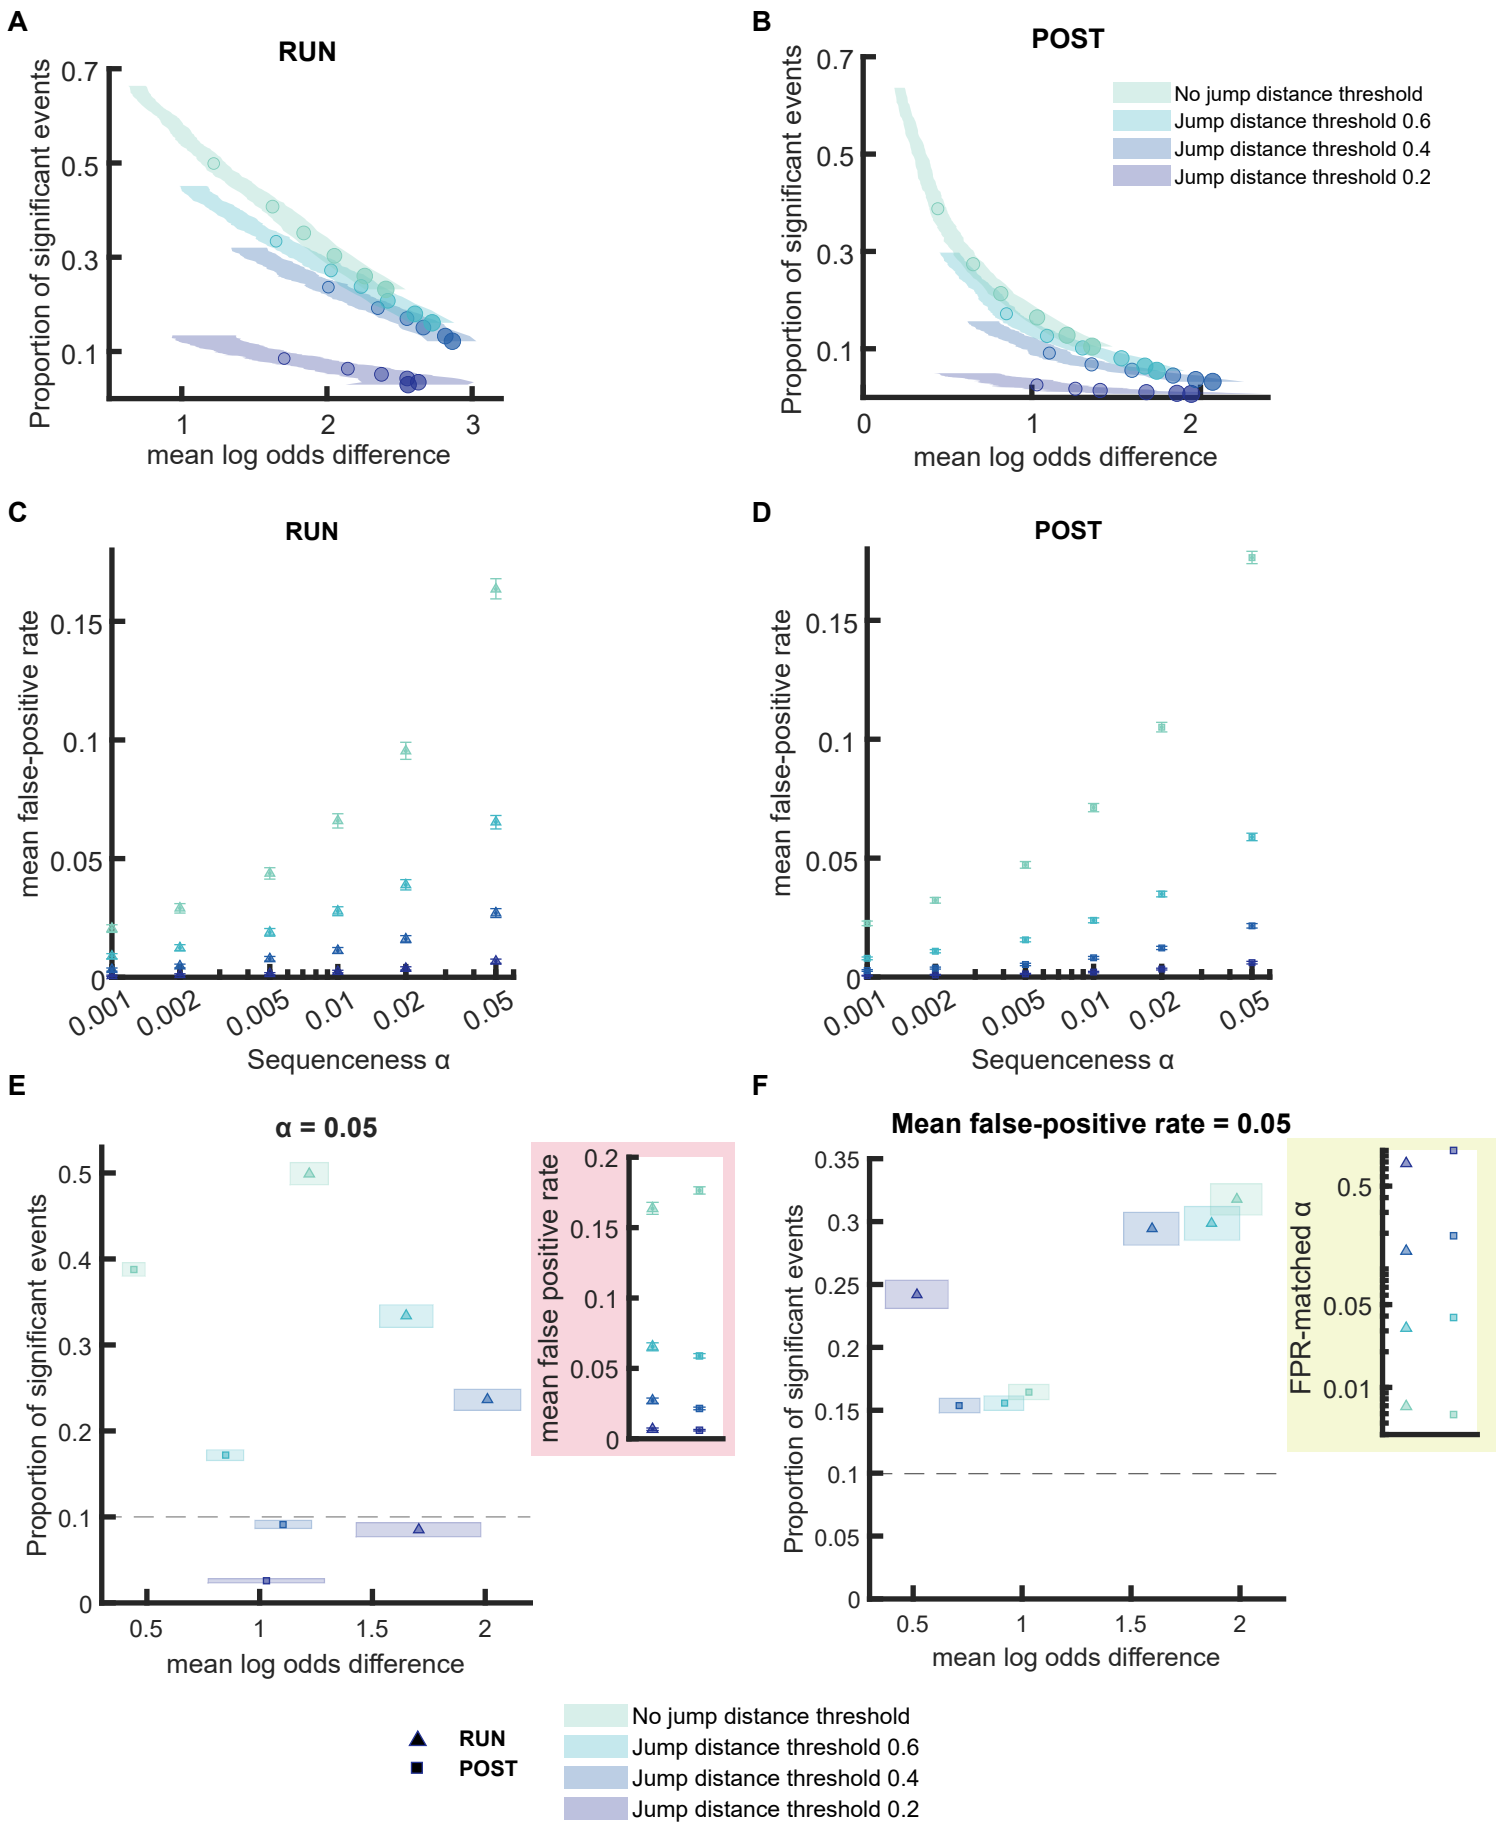 A
RUN
Proportion of significant events
0.7
0.5
0.3
0.1
1
2
3
mean log odds difference
B
POST
Proportion of significant events
0.7
0.5
0.3
0.1
0
1
2
mean log odds difference
No jump distance threshold
Jump distance threshold 0.6
Jump distance threshold 0.4
Jump distance threshold 0.2
C
RUN
mean false-positive rate
0.15
0.1
0.05
0
0.001
0.002
0.005
0.01
0.02
0.05
Sequenceness α
D
POST
mean false-positive rate
0.15
0.1
0.05
0
0.001
0.002
0.005
0.01
0.02
0.05
Sequenceness α
E
α = 0.05
Proportion of significant events
0.5
0.4
0.3
0.2
0.1
0
0.5
1
1.5
2
mean log odds difference
mean false positive rate
0.2
0.15
0.1
0.05
0
F
Mean false-positive rate = 0.05
Proportion of significant events
0.35
0.3
0.25
0.2
0.15
0.1
0.05
0
0.5
1
1.5
2
mean log odds difference
FPR-matched α
0.5
0.05
0.01
RUN
POST
No jump distance threshold
Jump distance threshold 0.6
Jump distance threshold 0.4
Jump distance threshold 0.2